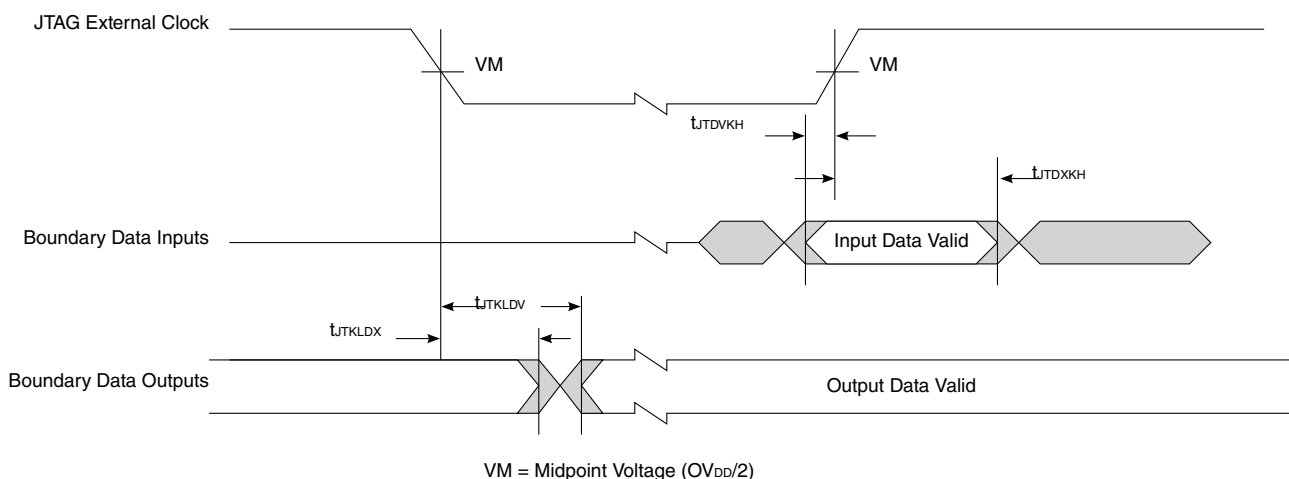 JTAG External Clock
VM
VM
tJTDVKH
tJTDXKH
Boundary Data Inputs
Input Data Valid
tJTKLDV
tJTKLDX
Boundary Data Outputs
Output Data Valid
VM = Midpoint Voltage (OVDD/2)